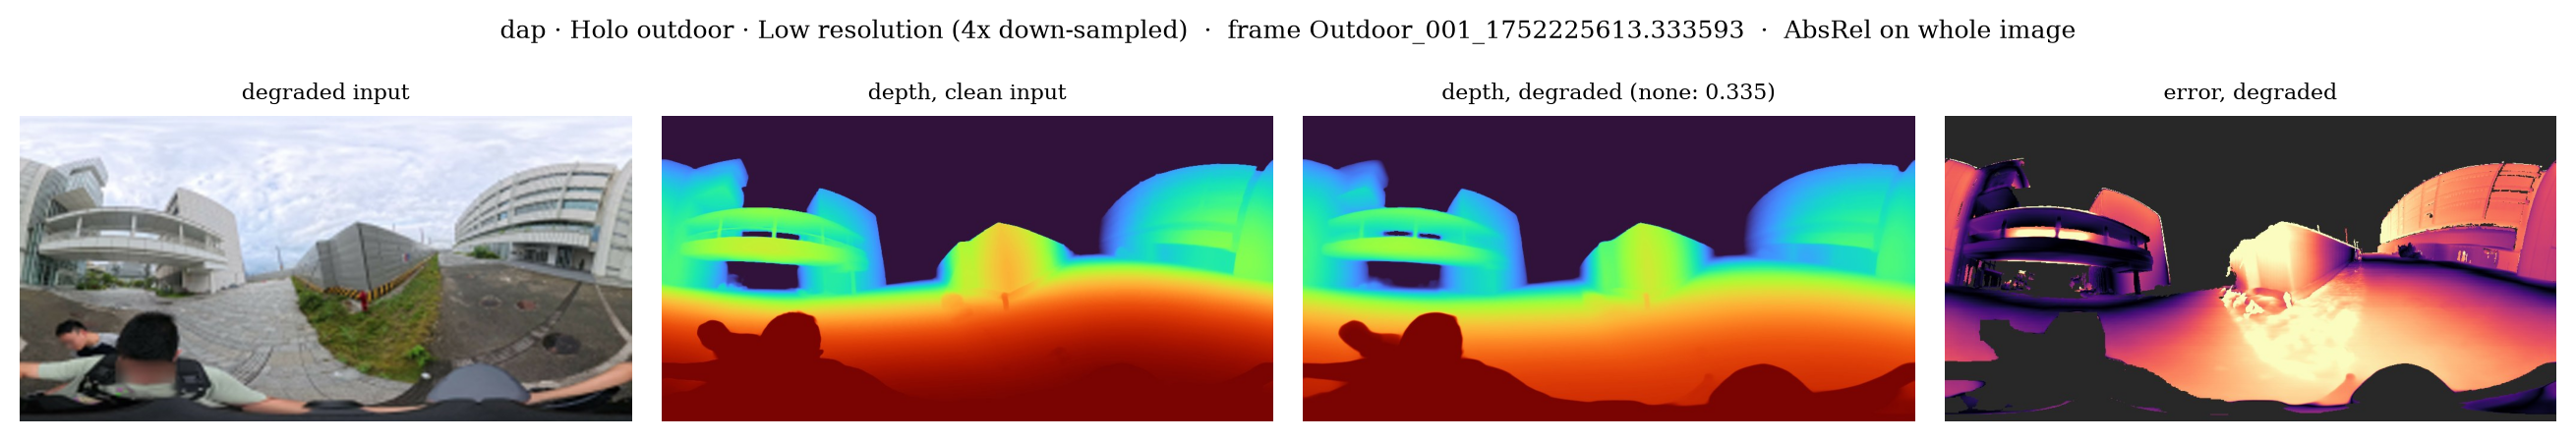 dap · Holo outdoor · Low resolution (4x down-sampled) · frame Outdoor_001_1752225613.333593 · AbsRel on whole image
degraded input
depth, clean input
depth, degraded (none: 0.335)
error, degraded